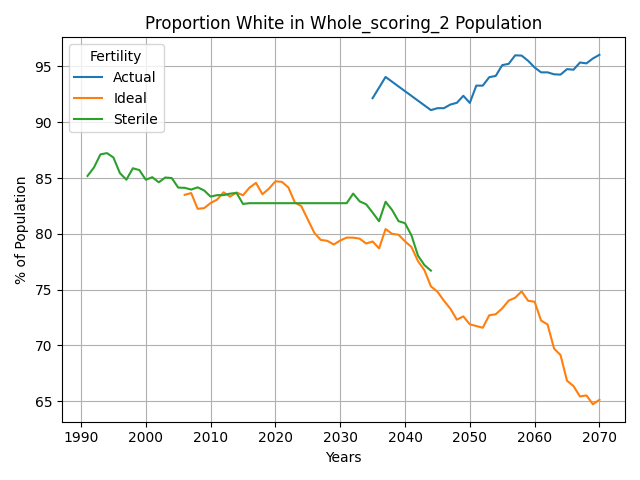 Proportion White in Whole_scoring_2 Population
Fertility
Actual
Ideal
Sterile
% of Population
95
90
85
80
75
70
65
1990 2000 2010 2020 2030 2040 2050 2060 2070
Years